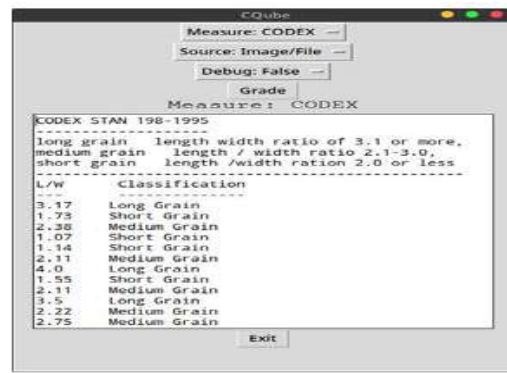 CQube
Measure: CODEX
Source: Image/File
Debug: False
Grade
Measure: CODEX
CODEX STAN 198-1995
long grain length width ratio of 3.1 or more,
medium grain length / width ratio 2.1-3.0,
short grain length /width ration 2.0 or less
L/W Classification
3.17 Long Grain
1.73 Short Grain
2.38 Medium Grain
1.07 Short Grain
1.14 Short Grain
2.11 Medium Grain
4.0 Long Grain
1.55 Short Grain
2.11 Medium Grain
3.5 Long Grain
2.22 Medium Grain
2.75 Medium Grain
Exit